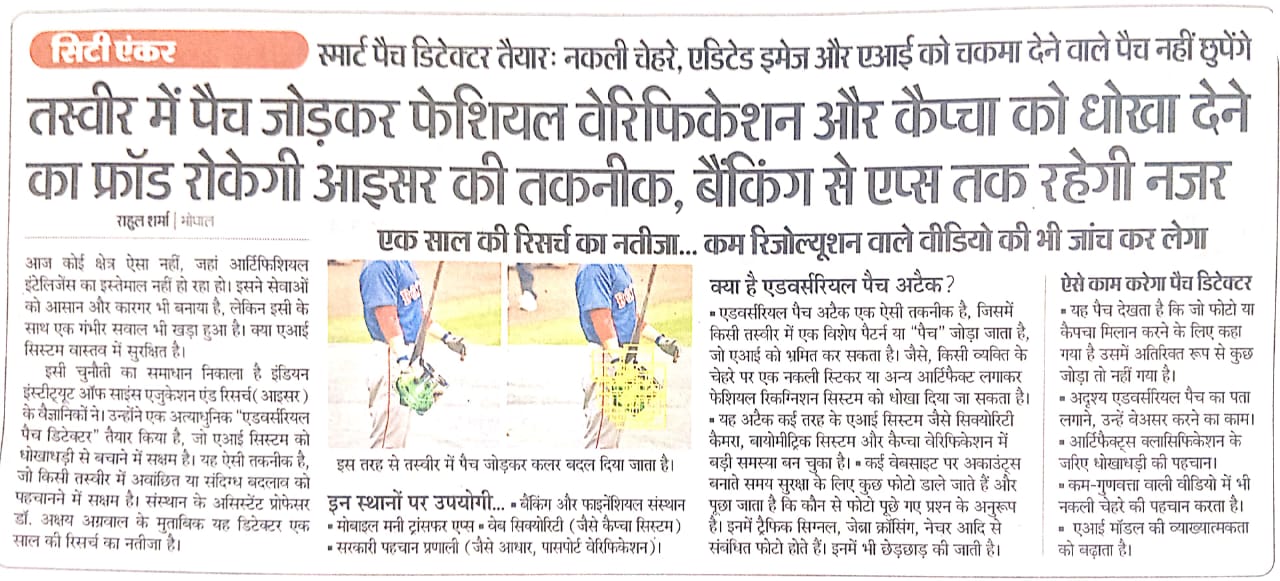 सिटी एंकर
स्मार्ट पैच डिटेक्टर तैयार: नकली चेहरे, एडिटेड इमेज और एआई को चकमा देने वाले पैच नहीं छुपेंगे
तस्वीर में पैच जोड़कर फेशियल वेरिफिकेशन और कैप्चा को धोखा देने
का फ्रॉड रोकेगी आइसर की तकनीक, बैंकिंग से एप्स तक रहेगी नजर
राहुल शर्मा | भोपाल
एक साल की रिसर्च का नतीजा... कम रिजोल्यूशन वाले वीडियो की भी जांच कर लेगा
आज कोई क्षेत्र ऐसा नहीं, जहां आर्टिफिशियल
इंटेलिजेंस का इस्तेमाल नहीं हो रहा हो। इसने सेवाओं
को आसान और कारगर भी बनाया है, लेकिन इसी के
साथ एक गंभीर सवाल भी खड़ा हुआ है। क्या एआई
सिस्टम वास्तव में सुरक्षित है।
इसी चुनौती का समाधान निकाला है इंडियन
इंस्टीट्यूट ऑफ साइंस एजुकेशन एंड रिसर्च (आइसर)
के वैज्ञानिकों ने। उन्होंने एक अत्याधुनिक "एडवर्सरियल
पैच डिटेक्टर" तैयार किया है, जो एआई सिस्टम को
धोखाधड़ी से बचाने में सक्षम है। यह ऐसी तकनीक है,
जो किसी तस्वीर में अवांछित या संदिग्ध बदलाव को
पहचानने में सक्षम है। संस्थान के असिस्टेंट प्रोफेसर
डॉ. अक्षय अग्रवाल के मुताबिक यह डिटेक्टर एक
साल की रिसर्च का नतीजा है।
इस तरह से तस्वीर में पैच जोड़कर कलर बदल दिया जाता है।
इन स्थानों पर उपयोगी... ▪ बैंकिंग और फाइनेंशियल संस्थान
▪ मोबाइल मनी ट्रांसफर एप्स ▪ वेब सिक्योरिटी (जैसे कैप्चा सिस्टम)
▪ सरकारी पहचान प्रणाली (जैसे आधार, पासपोर्ट वेरिफिकेशन)।
क्या है एडवर्सरियल पैच अटैक?
▪ एडवर्सरियल पैच अटैक एक ऐसी तकनीक है, जिसमें
किसी तस्वीर में एक विशेष पैटर्न या "पैच" जोड़ा जाता है,
जो एआई को भ्रमित कर सकता है। जैसे, किसी व्यक्ति के
चेहरे पर एक नकली स्टिकर या अन्य आर्टिफैक्ट लगाकर
फेशियल रिकग्निशन सिस्टम को धोखा दिया जा सकता है।
▪ यह अटैक कई तरह के एआई सिस्टम जैसे सिक्योरिटी
कैमरा, बायोमीट्रिक सिस्टम और कैप्चा वेरिफिकेशन में
बड़ी समस्या बन चुका है। ▪ कई वेबसाइट पर अकाउंट्स
बनाते समय सुरक्षा के लिए कुछ फोटो डाले जाते हैं और
पूछा जाता है कि कौन से फोटो पूछे गए प्रश्न के अनुरूप
है। इनमें ट्रैफिक सिग्नल, जेब्रा क्रॉसिंग, नेचर आदि से
संबंधित फोटो होते हैं। इनमें भी छेड़छाड़ की जाती है।
ऐसे काम करेगा पैच डिटेक्टर
▪ यह पैच देखता है कि जो फोटो या
कैपचा मिलान करने के लिए कहा
गया है उसमें अतिरिक्त रूप से कुछ
जोड़ा तो नहीं गया है।
▪ अदृश्य एडवर्सरियल पैच का पता
लगाने, उन्हें बेअसर करने का काम।
▪ आर्टिफैक्ट्स क्लासिफिकेशन के
जरिए धोखाधड़ी की पहचान।
▪ कम-गुणवत्ता वाली वीडियो में भी
नकली चेहरे की पहचान करता है।
▪ एआई मॉडल की व्याख्यात्मकता
को बढ़ाता है।